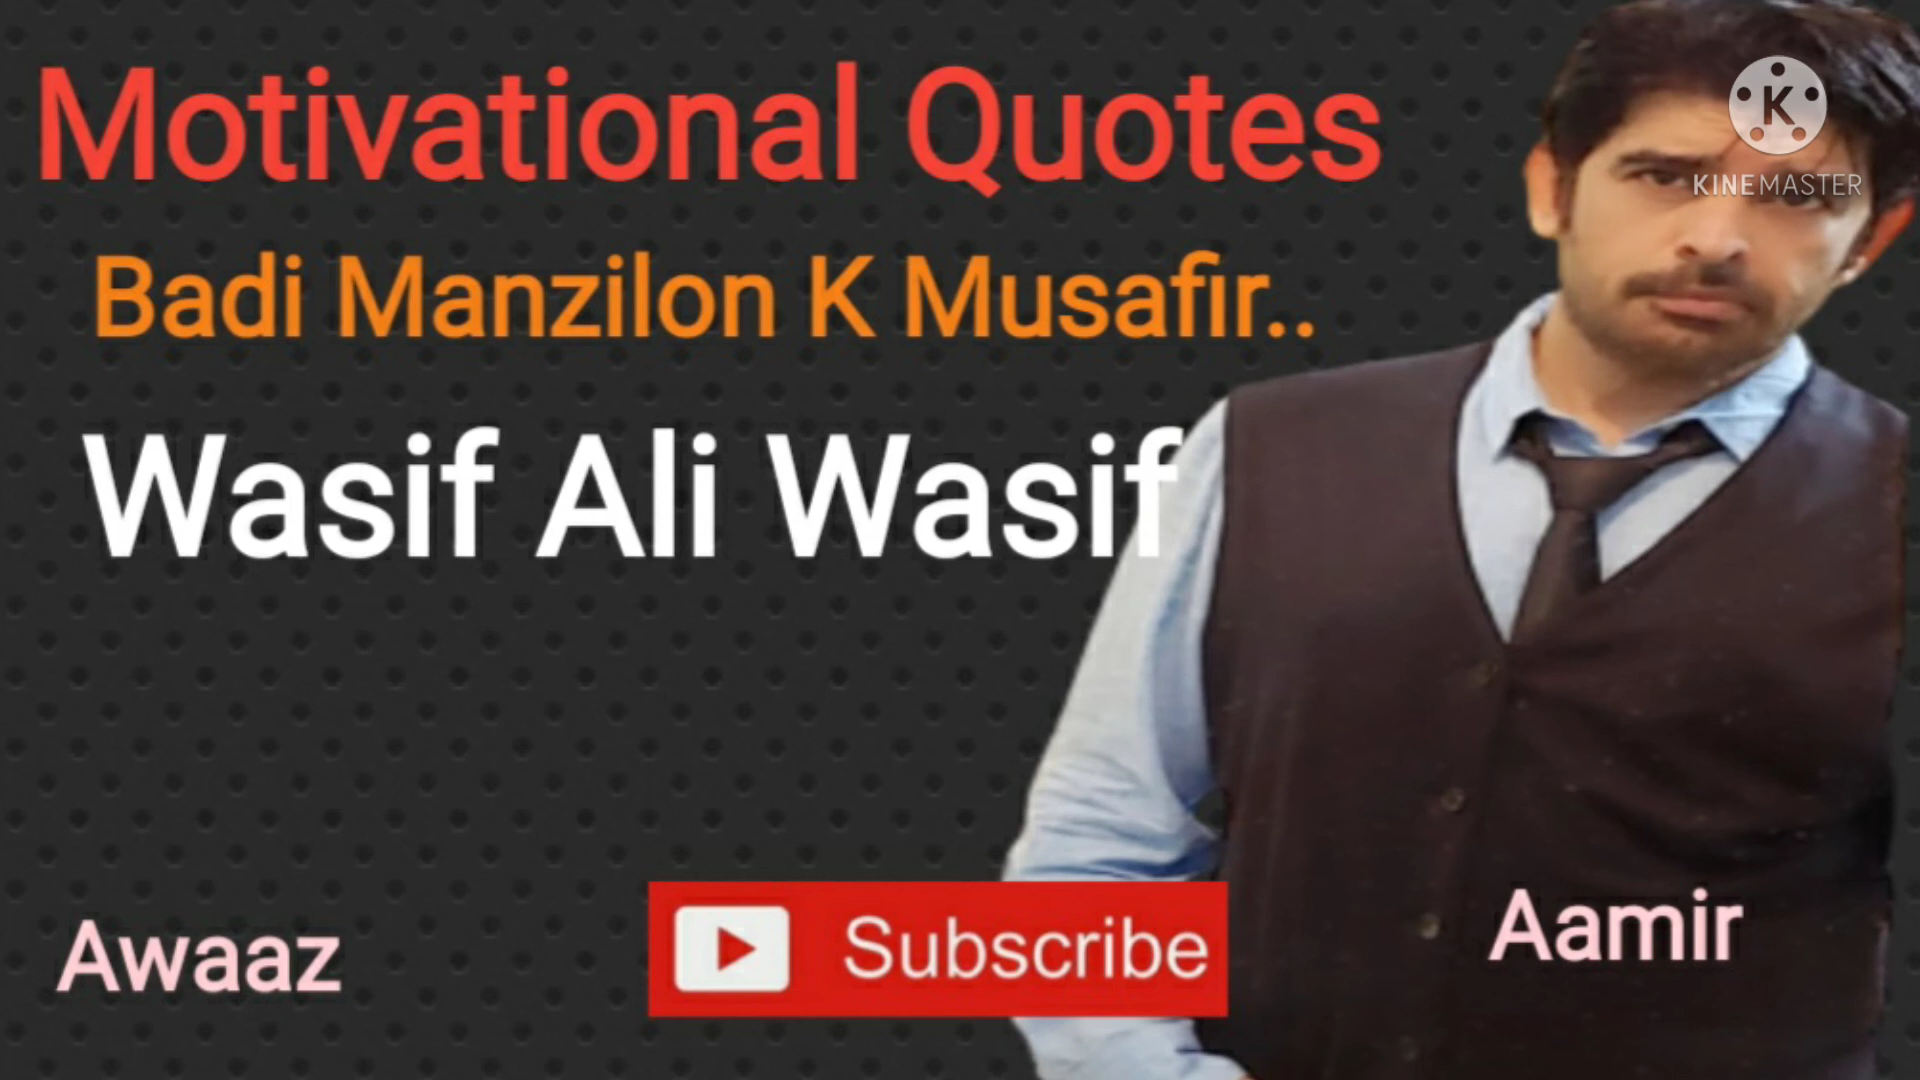 Motivational Quotes
K
KINEMASTER
Badi Manzilon K Musafir..
Wasif Ali Wasif
Awaaz
Subscribe
Aamir